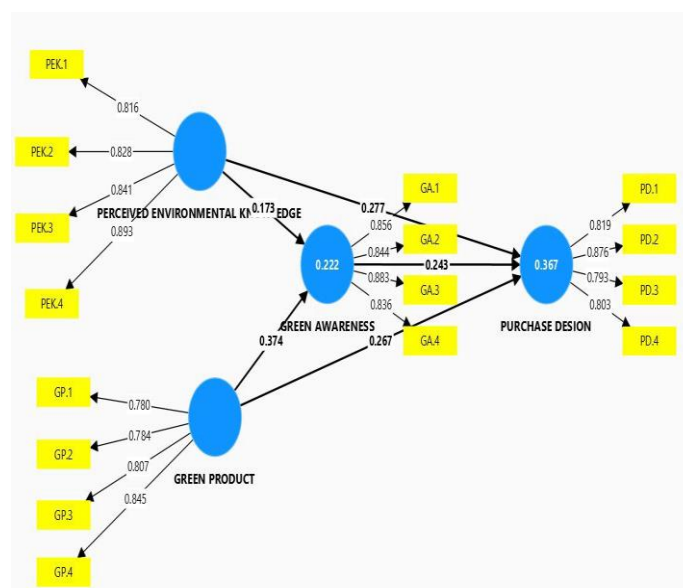 PEK.1
0.816
PEK.2
0.828
0.841
PEK.3
0.893
PEK.4
PERCEIVED ENVIRONMENTAL KN EDGE
0.173
0.277
GA.1
0.856
GA.2
0.844
0.222
0.243
0.883
GA.3
0.836
GREEN AWARENESS
GA.4
0.374
0.267
PD.1
0.819
PD.2
0.876
0.367
0.793
PD.3
0.803
PURCHASE DESION
PD.4
GP.1
0.780
GP.2
0.784
0.807
GP.3
0.845
GP.4
GREEN PRODUCT